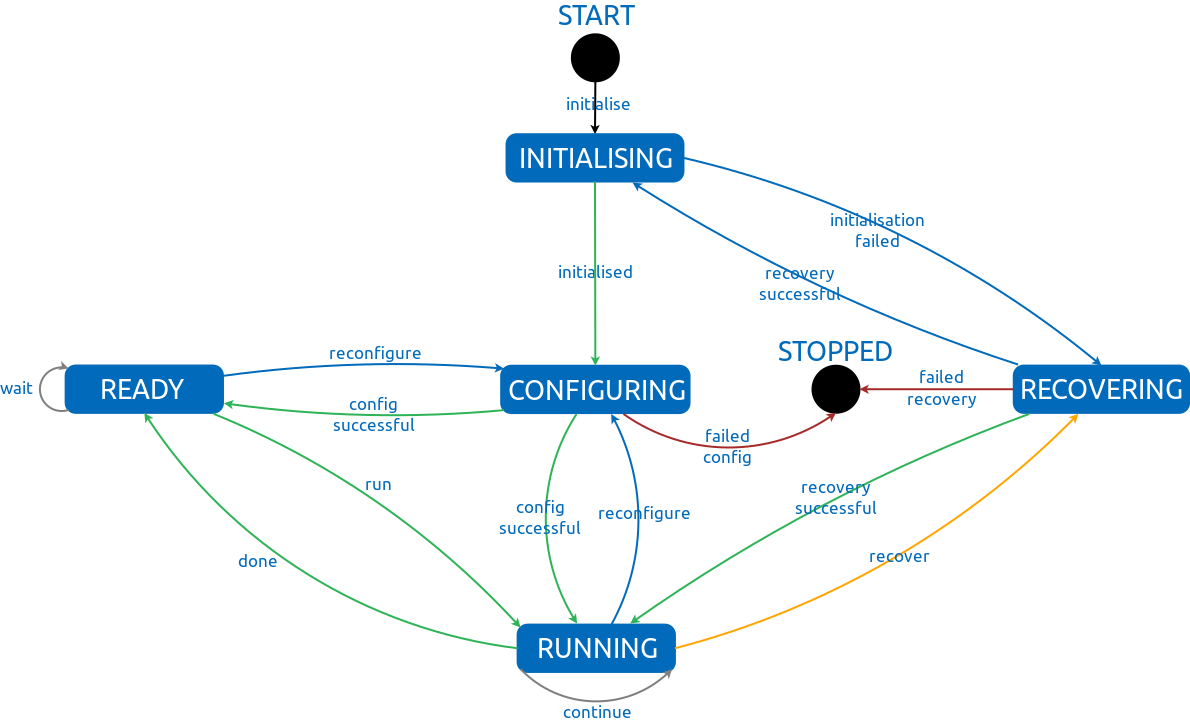 START
initialise
INITIALISING
initialisation
failed
initialised
recovery
successful
STOPPED
reconfigure
wait
READY
CONFIGURING
failed
recovery
RECOVERING
config
successful
failed
config
run
recovery
successful
config
successful
reconfigure
done
recover
RUNNING
continue